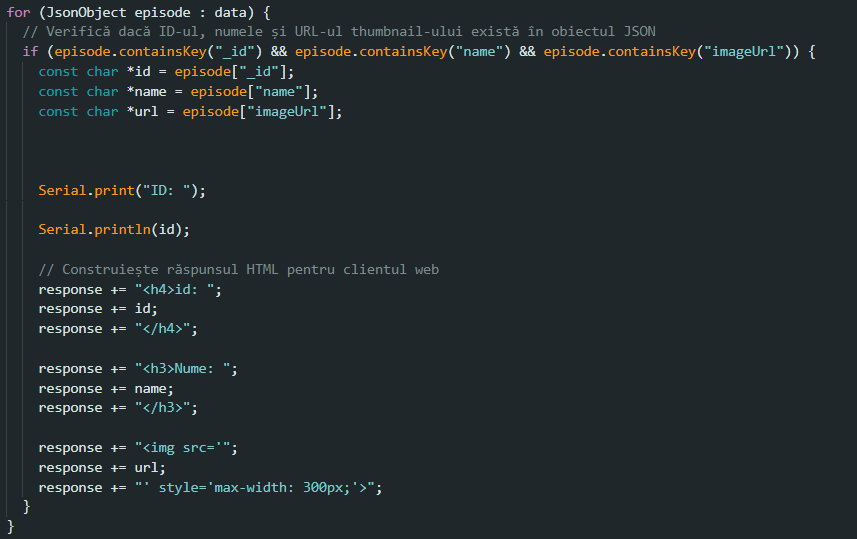 for (JsonObject episode : data) {
// Verifică dacă ID-ul, numele și URL-ul thumbnail-ului există în obiectul JSON
if (episode.containsKey("_id") && episode.containsKey("name") && episode.containsKey("imageUrl")) {
const char *id = episode["_id"];
const char *name = episode["name"];
const char *url = episode["imageUrl"];
Serial.print("ID: ");
Serial.println(id);
// Construiește răspunsul HTML pentru clientul web
response += "<h4>id: ";
response += id;
response += "</h4>";
response += "<h3>Nume: ";
response += name;
response += "</h3>";
response += "<img src='";
response += url;
response += "' style='max-width: 300px;'>";
}
}